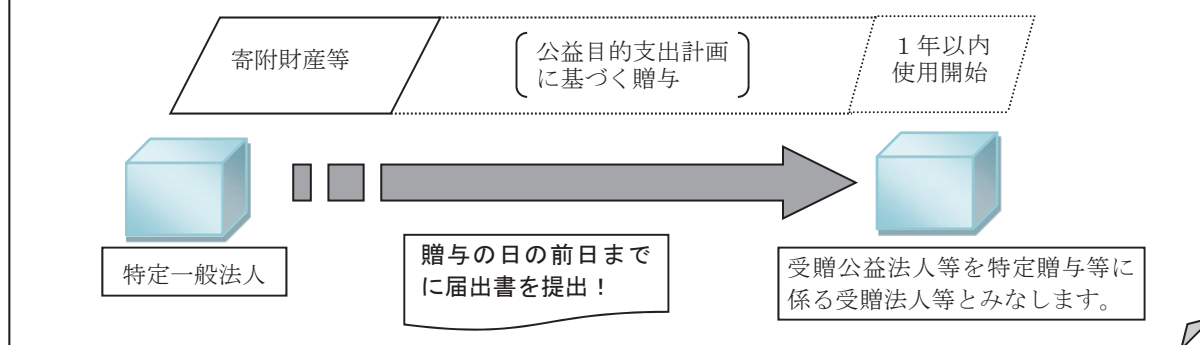 寄附財産等
公益目的支出計画
に基づく贈与
1年以内
使用開始
特定一般法人
贈与の日の前日まで
に届出書を提出!
受贈公益法人等を特定贈与等に
係る受贈法人等とみなします。